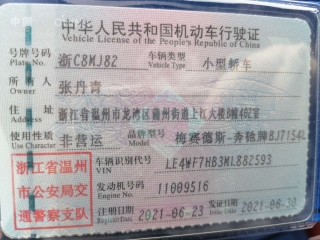 中华人民共和国机动车行驶证
Vehicle License of the People's Republic of China
号牌号码 浙C8MJ82 车辆类型 小型轿车
Plate No. Vehicle Type
所有人 张丹青
Owner
住址 浙江省温州市龙湾区蒲州街道上江大楼B幢402室
Address
使用性质 非营运 品牌型号 梅赛德斯-奔驰牌BJ7154L
Use Character Model
浙江省温州
市公安局交
通警察支队
车辆识别代号 LE4WF7HB3ML882593
VIN
发动机号码 11009516
Engine No.
注册日期 2021-06-23 发证日期 2021-06-30
Register Date Issue Date